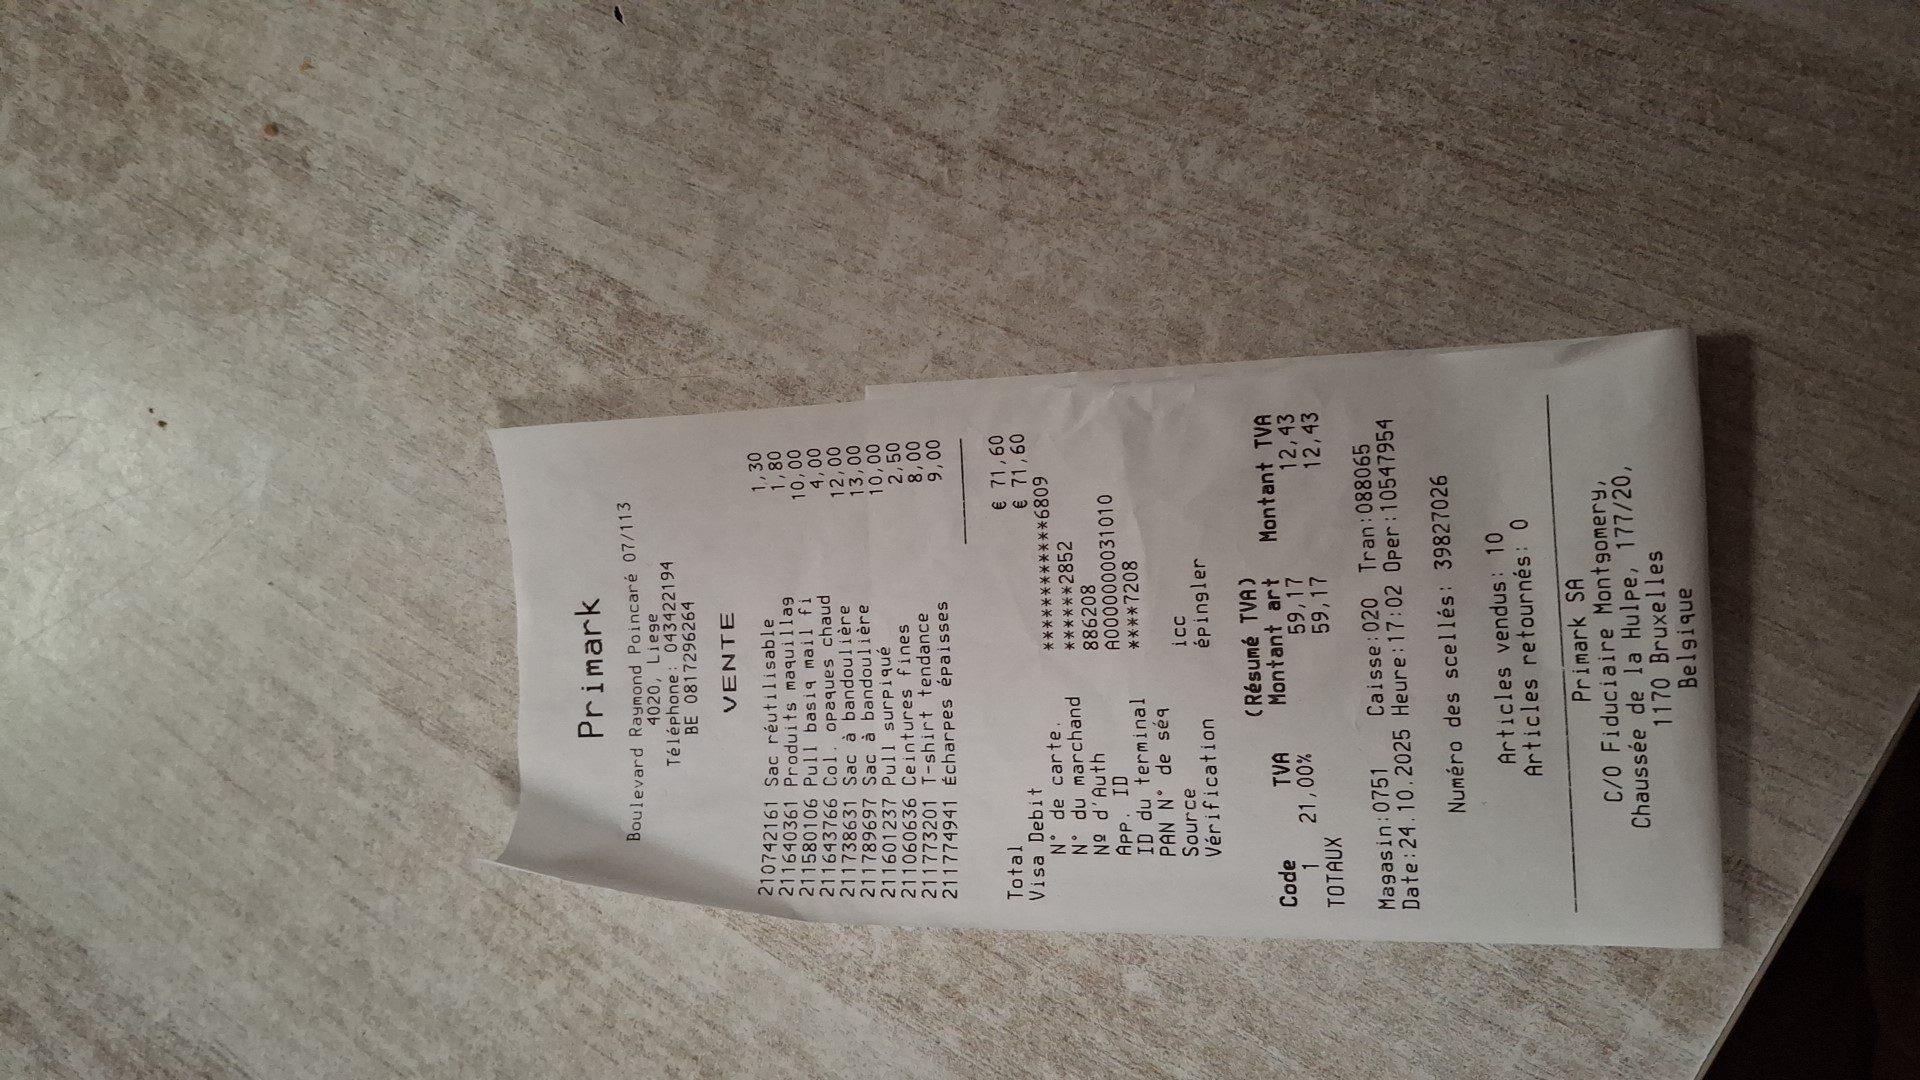 Primark
Boulevard Raymond Poincaré 07/113
4020, Liege
Téléphone: 043422194
BE 0817296264
VENTE
210742161 Sac réutilisable 1,30
211640361 Produits maquillag 1,80
211580106 Pull basiq mail fi 10,00
211643766 Col. opaques chaud 4,00
211738631 Sac à bandoulière 12,00
211789697 Sac à bandoulière 13,00
211601237 Pull surpiqué 10,00
211060636 Ceintures fines 2,50
211773201 T-shirt tendance 8,00
211774941 Écharpes épaisses 9,00
Total € 71,60
Visa Debit € 71,60
N° de carte. ************6809
N° du marchand ******2852
Nº d'Auth 886208
App. ID A0000000031010
ID du terminal ****7208
PAN N° de séq
Source icc
Vérification épingler
(Résumé TVA)
Code TVA Montant art Montant TVA
1 21,00% 59,17 12,43
TOTAUX 59,17 12,43
Magasin:0751 Caisse:020 Tran:088065
Date:24.10.2025 Heure:17:02 Oper:10547954
Numéro des scellés: 39827026
Articles vendus: 10
Articles retournés: 0
Primark SA
C/O Fiduciaire Montgomery,
Chaussée de la Hulpe, 177/20,
1170 Bruxelles
Belgique